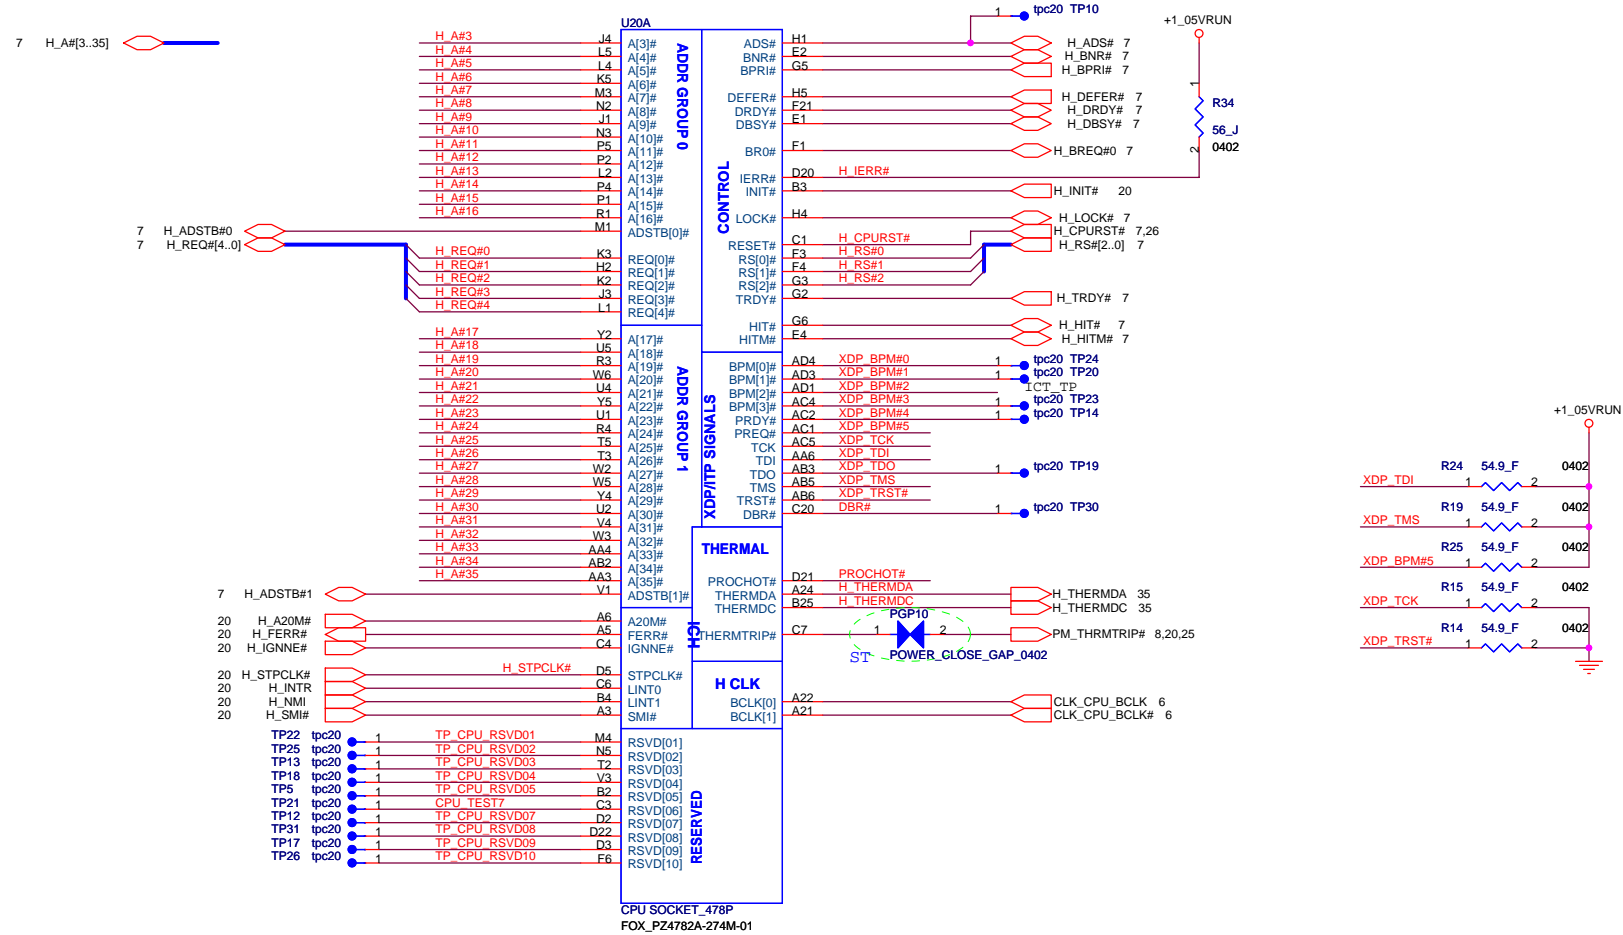 7 H_A#[3..35]
7 H_ADSTB#0
7 H_REQ#[4..0]
7 H_ADSTB#1
20 H_A20M#
20 H_FERR#
20 H_IGNNE#
20 H_STPCLK#
20 H_INTR
20 H_NMI
20 H_SMI#
U20A
H_A#3 J4 A[3]#
H_A#4 L5 A[4]#
H_A#5 L4 A[5]#
H_A#6 K5 A[6]#
H_A#7 M3 A[7]#
H_A#8 N2 A[8]#
H_A#9 J1 A[9]#
H_A#10 N3 A[10]#
H_A#11 P5 A[11]#
H_A#12 P2 A[12]#
H_A#13 L2 A[13]#
H_A#14 P4 A[14]#
H_A#15 P1 A[15]#
H_A#16 R1 A[16]#
M1 ADSTB[0]#
H_REQ#0 K3 REQ[0]#
H_REQ#1 H2 REQ[1]#
H_REQ#2 K2 REQ[2]#
H_REQ#3 J3 REQ[3]#
H_REQ#4 L1 REQ[4]#
ADDR GROUP 0
H_A#17 Y2 A[17]#
H_A#18 U5 A[18]#
H_A#19 R3 A[19]#
H_A#20 W6 A[20]#
H_A#21 U4 A[21]#
H_A#22 Y5 A[22]#
H_A#23 U1 A[23]#
H_A#24 R4 A[24]#
H_A#25 T5 A[25]#
H_A#26 T3 A[26]#
H_A#27 W2 A[27]#
H_A#28 W5 A[28]#
H_A#29 Y4 A[29]#
H_A#30 U2 A[30]#
H_A#31 V4 A[31]#
H_A#32 W3 A[32]#
H_A#33 AA4 A[33]#
H_A#34 AB2 A[34]#
H_A#35 AA3 A[35]#
V1 ADSTB[1]#
ADDR GROUP 1
A6 A20M#
A5 FERR#
C4 IGNNE#
ICH
H_STPCLK# D5 STPCLK#
C6 LINT0
B4 LINT1
A3 SMI#
TP22 tpc20 1 TP_CPU_RSVD01 M4 RSVD[01]
TP25 tpc20 1 TP_CPU_RSVD02 N5 RSVD[02]
TP13 tpc20 1 TP_CPU_RSVD03 T2 RSVD[03]
TP18 tpc20 1 TP_CPU_RSVD04 V3 RSVD[04]
TP5 tpc20 1 TP_CPU_RSVD05 B2 RSVD[05]
TP21 tpc20 1 CPU_TEST7 C3 RSVD[06]
TP12 tpc20 1 TP_CPU_RSVD07 D2 RSVD[07]
TP31 tpc20 1 TP_CPU_RSVD08 D22 RSVD[08]
TP17 tpc20 1 TP_CPU_RSVD09 D3 RSVD[09]
TP26 tpc20 1 TP_CPU_RSVD10 F6 RSVD[10]
RESERVED
CPU SOCKET_478P
FOX_PZ4782A-274M-01
1 tpc20 TP10
CONTROL
ADS# H1 H_ADS# 7
BNR# E2 H_BNR# 7
BPRI# G5 H_BPRI# 7
DEFER# H5 H_DEFER# 7
DRDY# F21 H_DRDY# 7
DBSY# E1 H_DBSY# 7
BR0# F1 H_BREQ#0 7
IERR# D20 H_IERR#
INIT# B3 H_INIT# 20
LOCK# H4 H_LOCK# 7
H_CPURST# 7,26
RESET# C1 H_CPURST#
H_RS#[2..0] 7
RS[0]# F3 H_RS#0
RS[1]# F4 H_RS#1
RS[2]# G3 H_RS#2
TRDY# G2 H_TRDY# 7
HIT# G6 H_HIT# 7
HITM# E4 H_HITM# 7
XDP/ITP SIGNALS
BPM[0]# AD4 XDP_BPM#0 1 tpc20 TP24
BPM[1]# AD3 XDP_BPM#1 1 tpc20 TP20
BPM[2]# AD1 XDP_BPM#2 ICT_TP
BPM[3]# AC4 XDP_BPM#3 1 tpc20 TP23
PRDY# AC2 XDP_BPM#4 1 tpc20 TP14
PREQ# AC1 XDP_BPM#5
TCK AC5 XDP_TCK
TDI AA6 XDP_TDI
TDO AB3 XDP_TDO 1 tpc20 TP19
TMS AB5 XDP_TMS
TRST# AB6 XDP_TRST#
DBR# C20 DBR# 1 tpc20 TP30
THERMAL
PROCHOT# D21 PROCHOT#
THERMDA A24 H_THERMDA H_THERMDA 35
THERMDC B25 H_THERMDC H_THERMDC 35
PGP10
THERMTRIP# C7 1 2 PM_THRMTRIP# 8,20,25
ST POWER_CLOSE_GAP_0402
H CLK
BCLK[0] A22 CLK_CPU_BCLK 6
BCLK[1] A21 CLK_CPU_BCLK# 6
+1_05VRUN
1
R34
56_J
2 0402
+1_05VRUN
R24 54.9_F 0402
XDP_TDI 1 2
R19 54.9_F 0402
XDP_TMS 1 2
R25 54.9_F 0402
XDP_BPM#5 1 2
R15 54.9_F 0402
XDP_TCK 1 2
R14 54.9_F 0402
XDP_TRST# 1 2